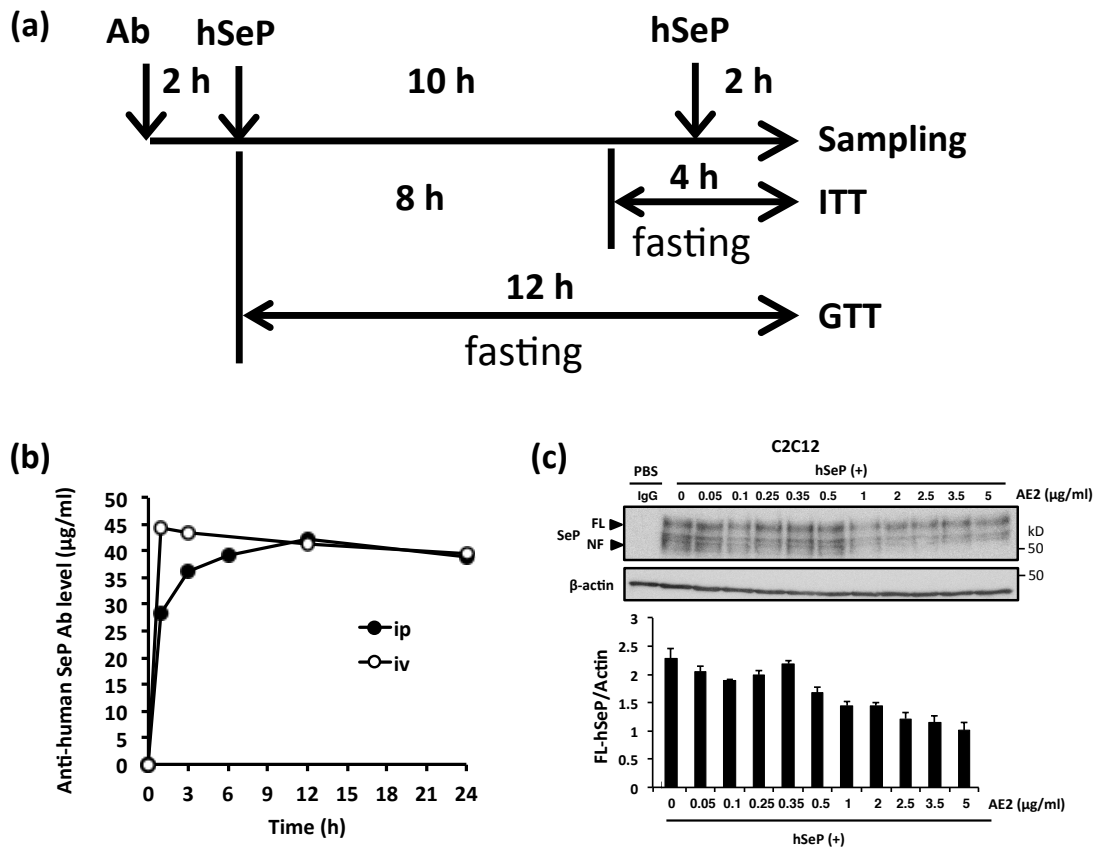 (a)
Ab hSeP hSeP
2 h 10 h 2 h
Sampling
8 h 4 h
ITT
fasting
12 h
GTT
fasting
(b)
Anti-human SeP Ab level (μg/ml)
50
45
40
35
30
25
20
15
10
5
0
ip
iv
0 3 6 9 12 15 18 21 24
Time (h)
(c)
C2C12
PBS hSeP (+)
IgG 0 0.05 0.1 0.25 0.35 0.5 1 2 2.5 3.5 5 AE2 (μg/ml)
FL
SeP
NF
kD
50
β-actin
50
FL-hSeP/Actin
2.5
2
1.5
1
0.5
0
0 0.05 0.1 0.25 0.35 0.5 1 2 2.5 3.5 5 AE2 (μg/ml)
hSeP (+)